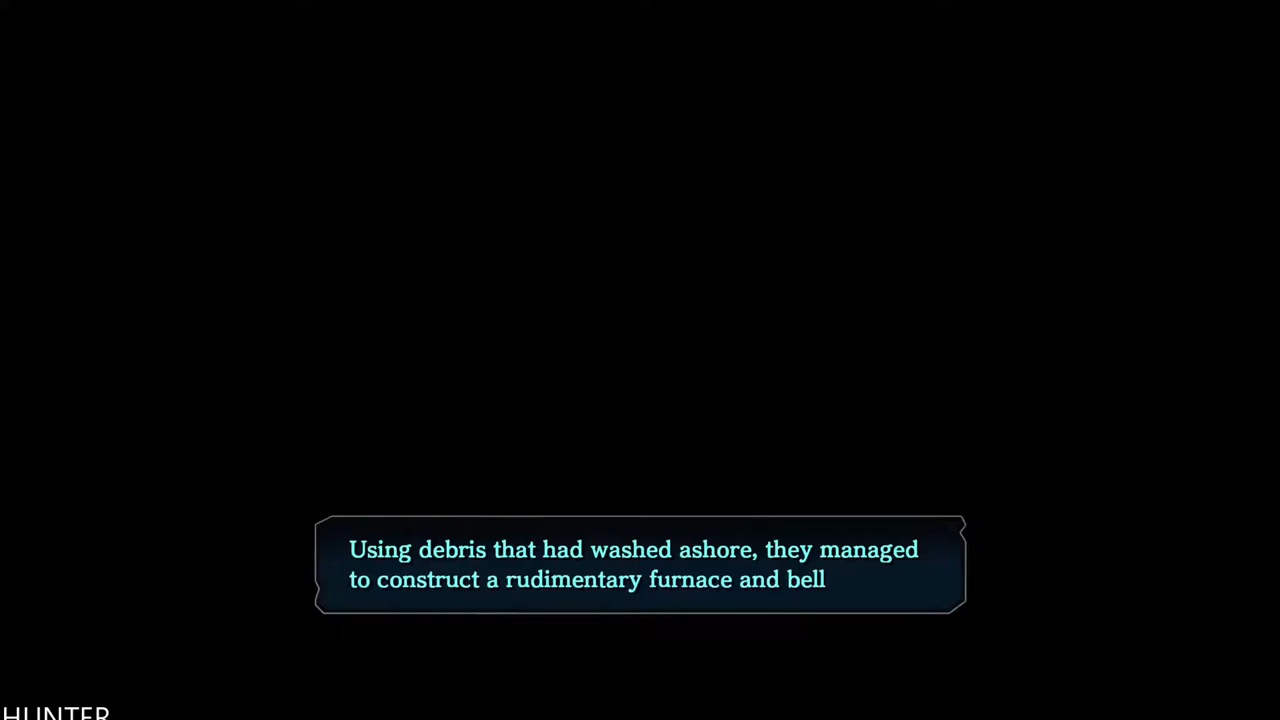 Using debris that had washed ashore, they managed
to construct a rudimentary furnace and bell
HUNTER